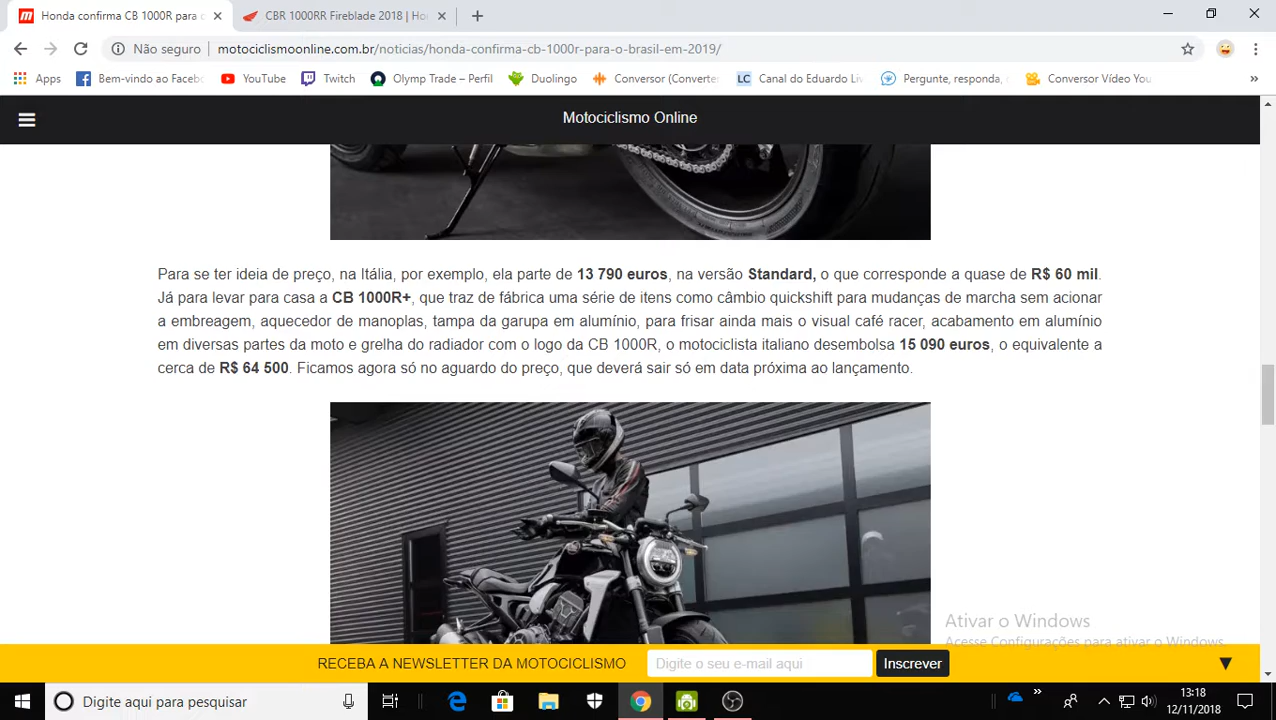 Honda confirma CB 1000R para o
CBR 1000RR Fireblade 2018 | Ho
Não seguro
motociclismoonline.com.br/noticias/honda-confirma-cb-1000r-para-o-brasil-em-2019/
Apps
Bem-vindo ao Faceb
YouTube
Twitch
Olymp Trade – Perfil
Duolingo
Conversor (Converte
LC
Canal do Eduardo Liv
Pergunte, responda,
Conversor Vídeo You
Motociclismo Online
Para se ter ideia de preço, na Itália, por exemplo, ela parte de 13 790 euros, na versão Standard, o que corresponde a quase de R$ 60 mil.
Já para levar para casa a CB 1000R+, que traz de fábrica uma série de itens como câmbio quickshift para mudanças de marcha sem acionar
a embreagem, aquecedor de manoplas, tampa da garupa em alumínio, para frisar ainda mais o visual café racer, acabamento em alumínio
em diversas partes da moto e grelha do radiador com o logo da CB 1000R, o motociclista italiano desembolsa 15 090 euros, o equivalente a
cerca de R$ 64 500. Ficamos agora só no aguardo do preço, que deverá sair só em data próxima ao lançamento.
Ativar o Windows
Acesse Configurações para ativar o Windows.
RECEBA A NEWSLETTER DA MOTOCICLISMO
Digite o seu e-mail aqui
Inscrever
Digite aqui para pesquisar
13:18
12/11/2018